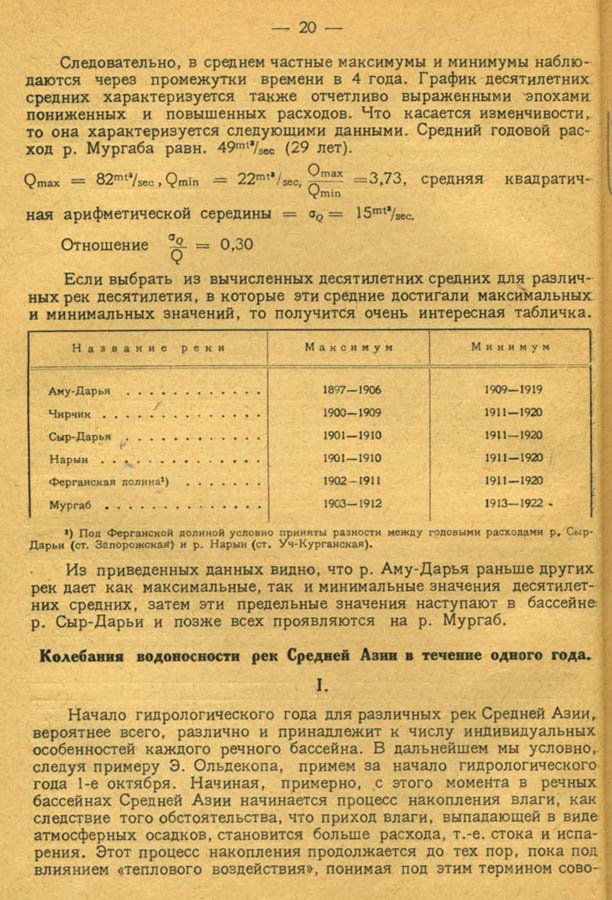 — 20 —
Следовательно, в среднем частные максимумы и минимумы наблю-
даются через промежутки времени в 4 года. График десятилетних
средних характеризуется также отчетливо выраженными эпохами
пониженных и повышенных расходов. Что касается изменчивости,
то она характеризуется следующими данными. Средний годовой рас-
ход р. Мургаба равн. 49 mt³/sec (29 лет).
Qmax = 82 mt³/sec, Qmin = 22 mt³/sec, Qmax/Qmin = 3,73, средняя квадратич-
ная арифметической середины = σQ = 15 mt³/sec.
Отношение σQ/Q = 0,30
Если выбрать из вычисленных десятилетних средних для различ-
ных рек десятилетия, в которые эти средние достигали максимальных
и минимальных значений, то получится очень интересная табличка.
Название реки Максимум Минимум
Аму-Дарья . . . . . . . . . . . . 1897—1906 1909—1919
Чирчик . . . . . . . . . . . . . . 1900—1909 1911—1920
Сыр-Дарья . . . . . . . . . . . . 1901—1910 1911—1920
Нарын . . . . . . . . . . . . . . 1901—1910 1911—1920
Ферганская долина¹) . . . . . . . 1902-1911 1911—1920
Мургаб . . . . . . . . . . . . . . 1903—1912 1913—1922
¹) Под Ферганской долиной условно приняты разности между годовыми расходами р. Сыр-
Дарьи (ст. Запорожская) и р. Нарын (ст. Уч-Курганская).
Из приведенных данных видно, что р. Аму-Дарья раньше других
рек дает как максимальные, так и минимальные значения десятилет-
них средних, затем эти предельные значения наступают в бассейне
р. Сыр-Дарьи и позже всех проявляются на р. Мургаб.
Колебания водоносности рек Средней Азии в течение одного года.
I.
Начало гидрологического года для различных рек Средней Азии,
вероятнее всего, различно и принадлежит к числу индивидуальных
особенностей каждого речного бассейна. В дальнейшем мы условно,
следуя примеру Э. Ольдекопа, примем за начало гидрологического
года 1-е октября. Начиная, примерно, с этого момента в речных
бассейнах Средней Азии начинается процесс накопления влаги, как
следствие того обстоятельства, что приход влаги, выпадающей в виде
атмосферных осадков, становится больше расхода, т.-е. стока и испа-
рения. Этот процесс накопления продолжается до тех пор, пока под
влиянием «теплового воздействия», понимая под этим термином сово-